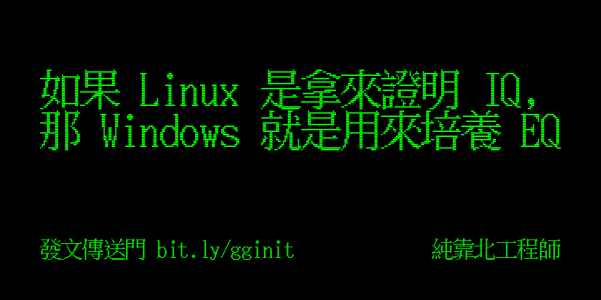 如果 Linux 是拿來證明 IQ,
那 Windows 就是用來培養 EQ
發文傳送門 bit.ly/gginit
純靠北工程師